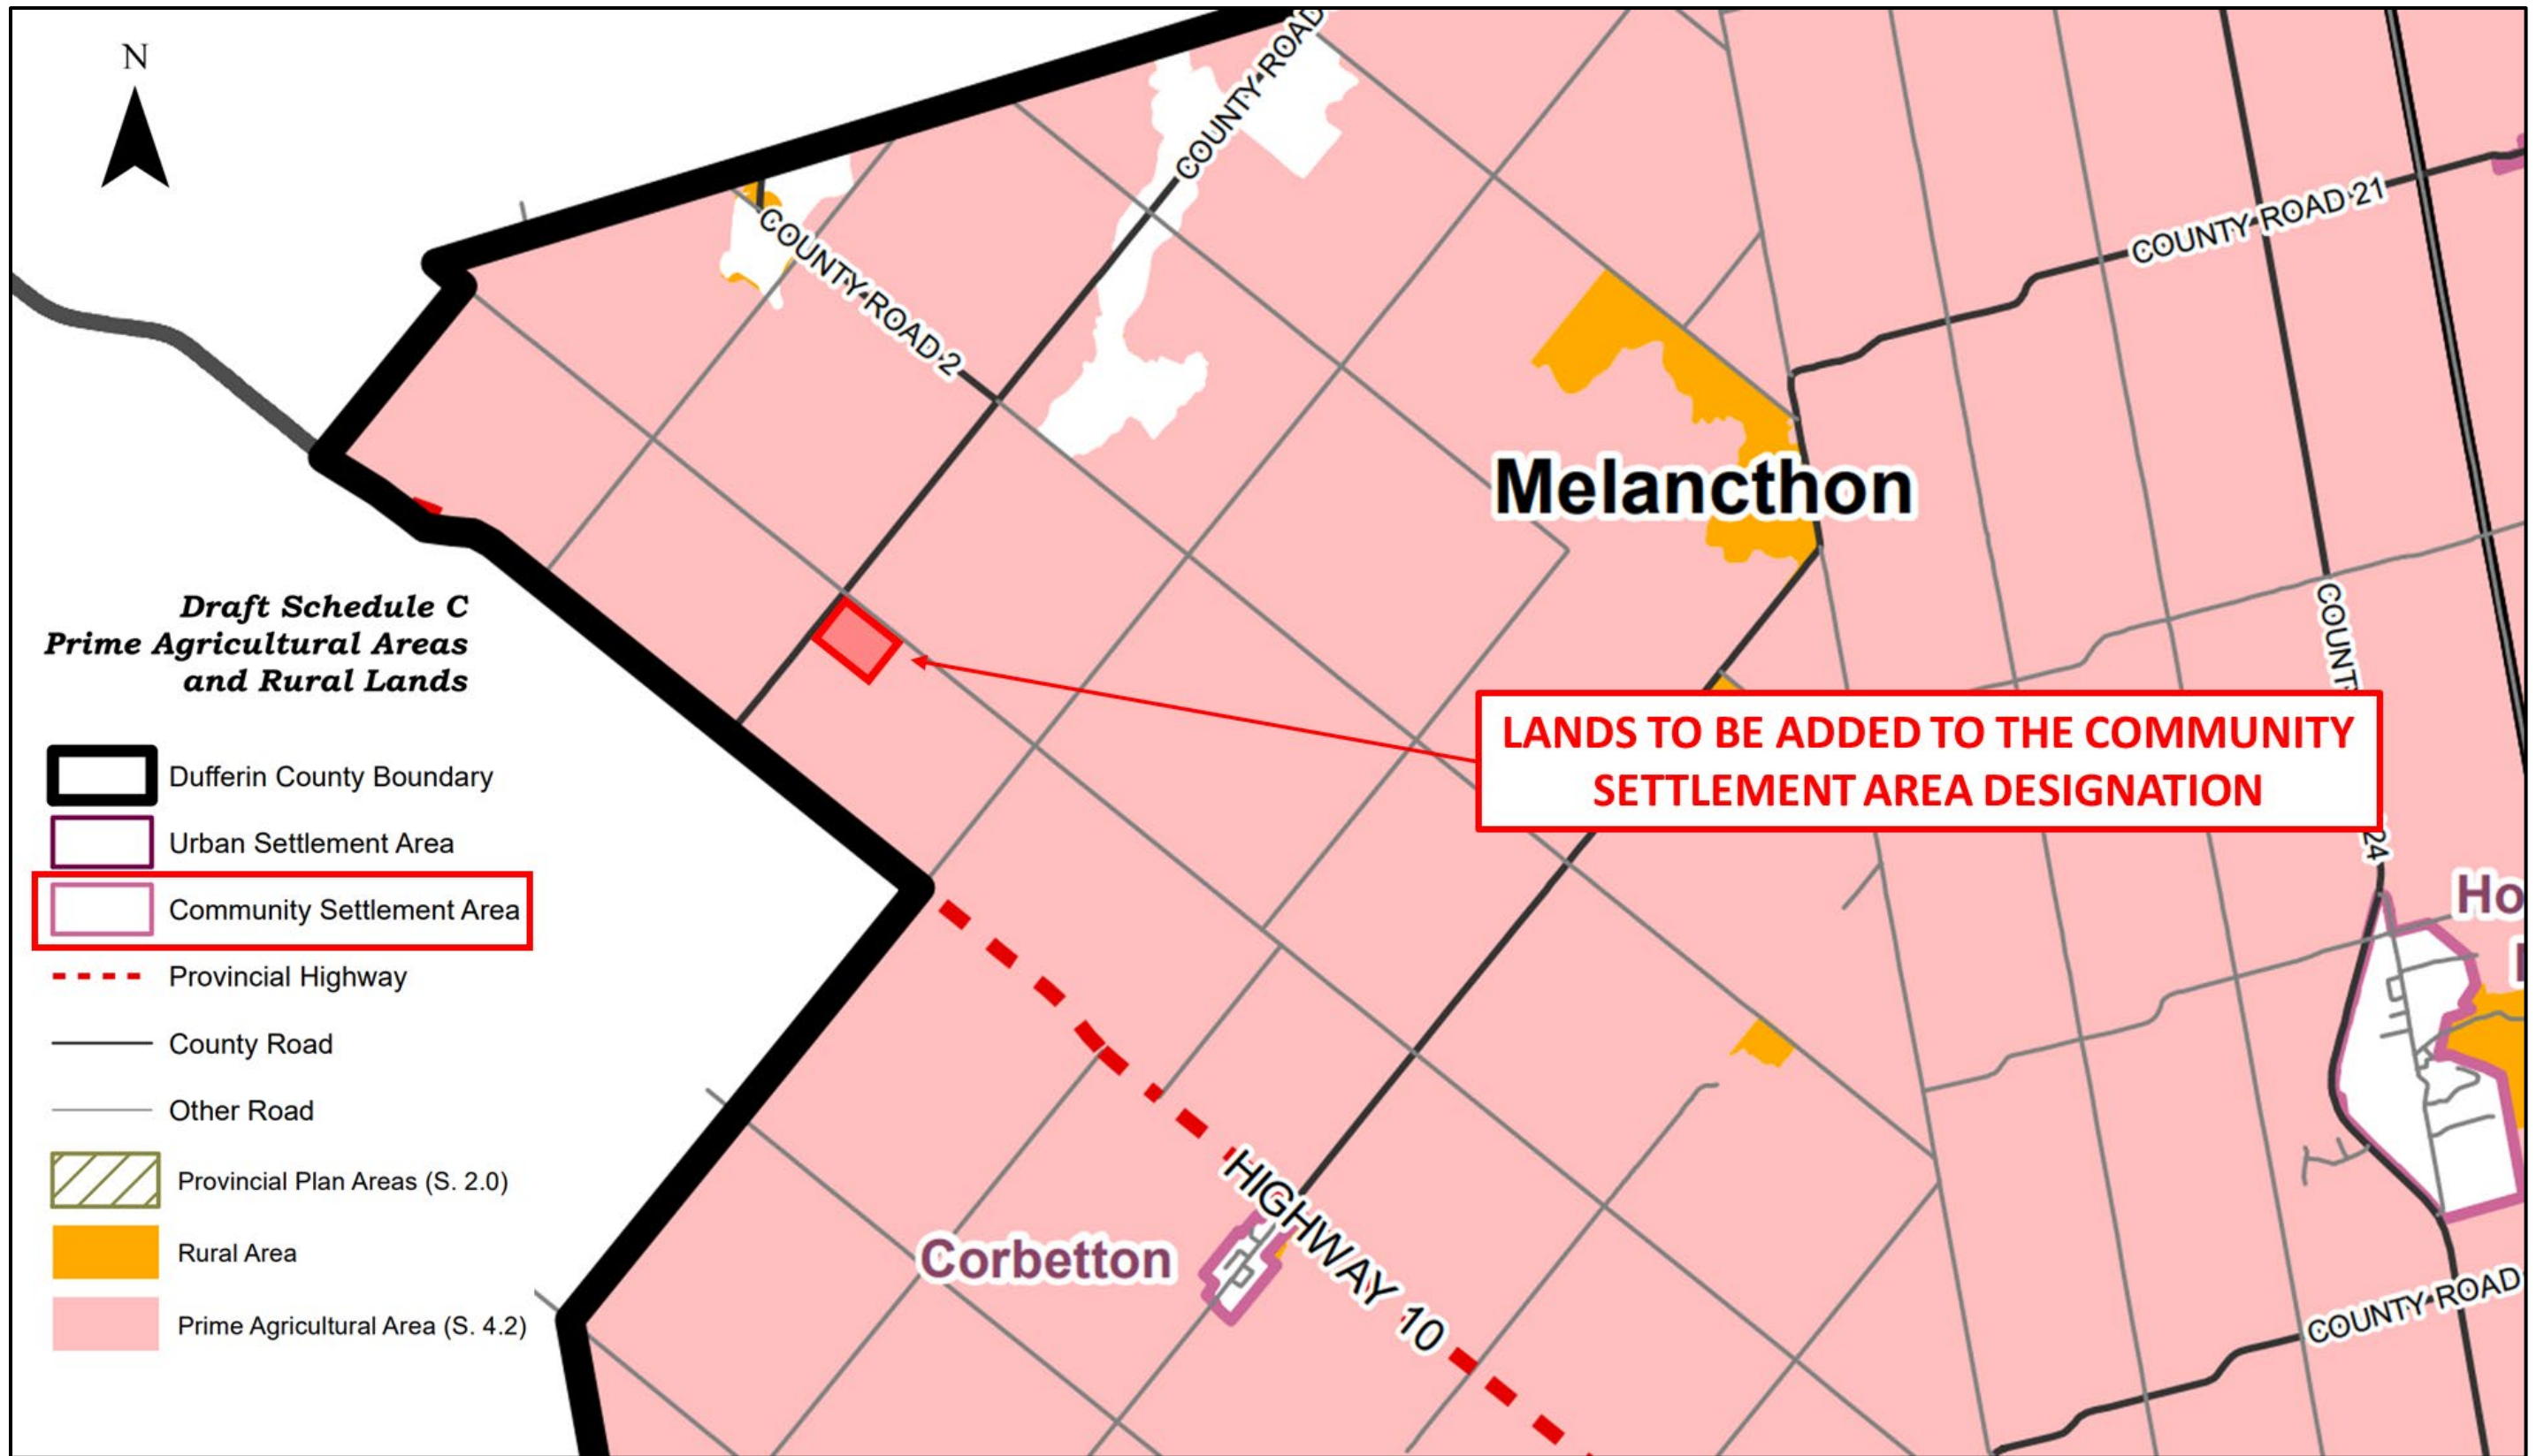 N
COUNTY ROAD
COUNTY ROAD 21
COUNTY ROAD 2
Melancthon
Draft Schedule C
Prime Agricultural Areas
and Rural Lands
LANDS TO BE ADDED TO THE COMMUNITY
SETTLEMENT AREA DESIGNATION
Dufferin County Boundary
Urban Settlement Area
Community Settlement Area
Provincial Highway
County Road
Other Road
Provincial Plan Areas (S. 2.0)
Rural Area
Prime Agricultural Area (S. 4.2)
24
Ho
HIGHWAY 10
Corbetton
COUNTY ROAD